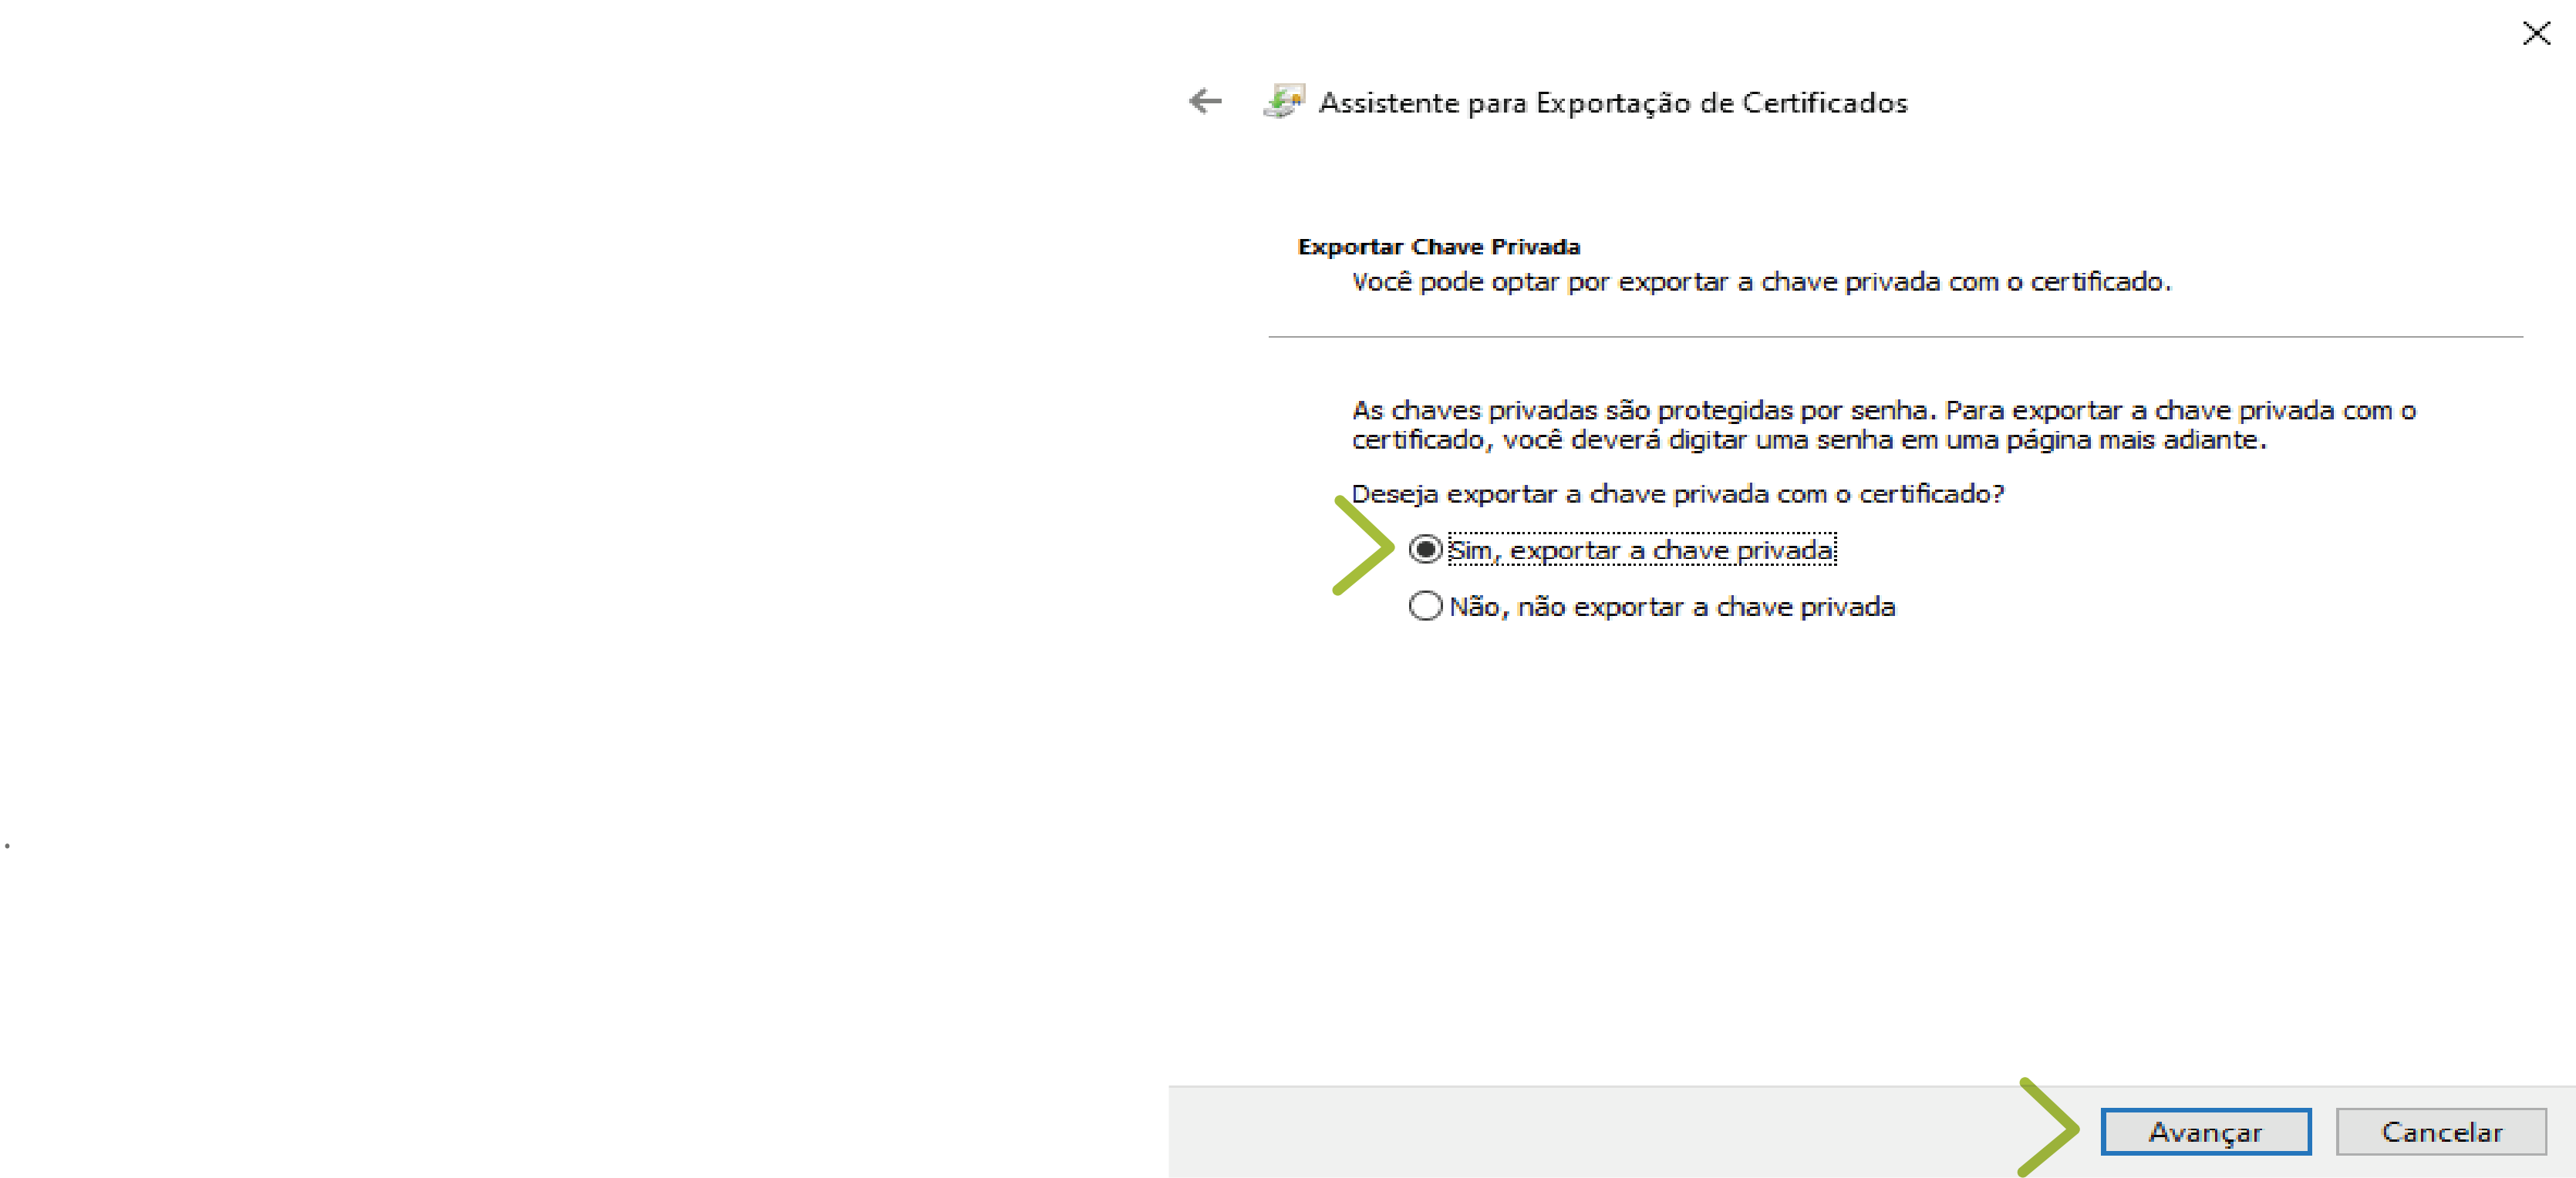 Assistente para Exportação de Certificados
Exportar Chave Privada
Você pode optar por exportar a chave privada com o certificado.
As chaves privadas são protegidas por senha. Para exportar a chave privada com o
certificado, você deverá digitar uma senha em uma página mais adiante.
Deseja exportar a chave privada com o certificado?
Sim, exportar a chave privada
Não, não exportar a chave privada
.
Avançar
Cancelar